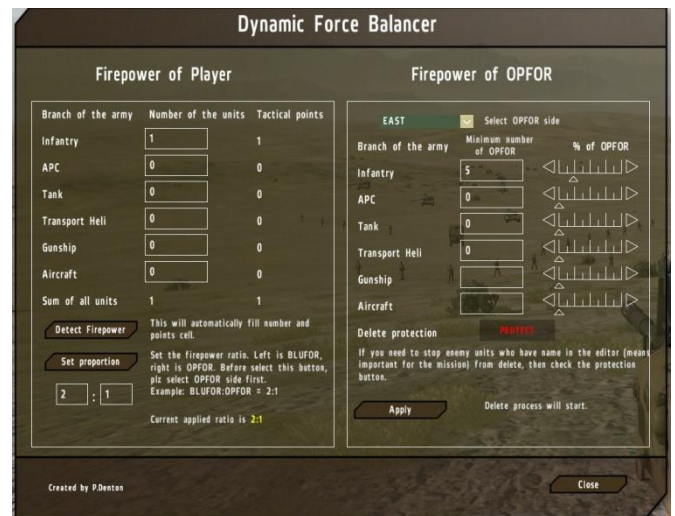 Dynamic Force Balancer
Firepower of Player
Branch of the army Number of the units Tactical points
Infantry 1 1
APC 0 0
Tank 0 0
Transport Heli 0 0
Gunship 0 0
Aircraft 0 0
Sum of all units 1 1
Detect Firepower
This will automatically fill number and
points cell.
Set proportion
Set the firepower ratio. Left is BLUFOR,
right is OPFOR. Before select this button,
plz select OPFOR side first.
Example: BLUFOR:OPFOR = 2:1
2 : 1
Current applied ratio is 2:1
Firepower of OPFOR
EAST Select OPFOR side
Branch of the army Minimum number % of OPFOR
of OPFOR
Infantry 5
APC 0
Tank 0
Transport Heli 0
Gunship
Aircraft
Delete protection PROTECT
If you need to stop enemy units who have name in the editor (means
important for the mission) from delete, then check the protection
button.
Apply Delete process will start.
Created by P.Denton
Close